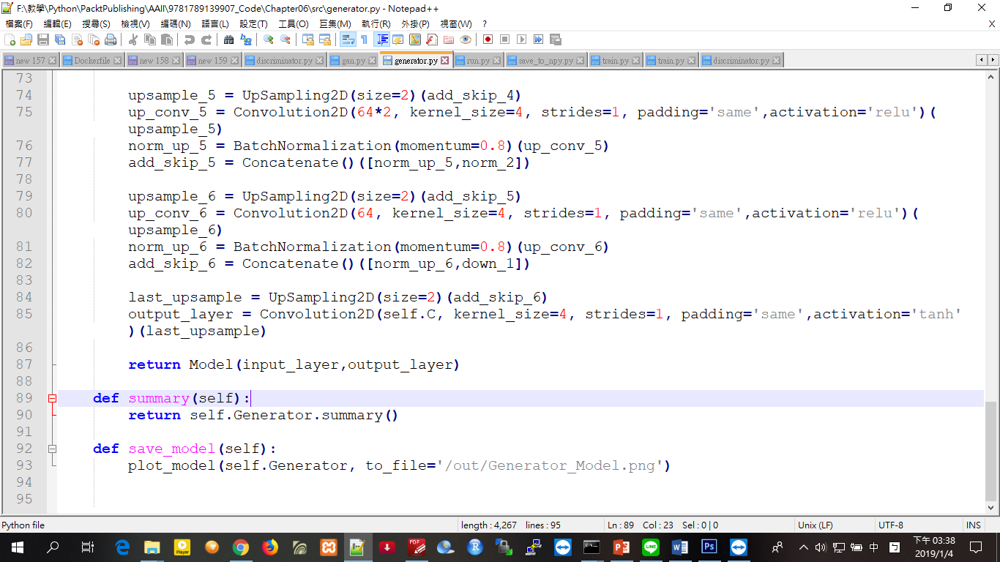 F:\教學\Python\PacktPublishing\AAII\9781789139907_Code\Chapter06\src\generator.py - Notepad++
檔案(F) 編輯(E) 搜尋(S) 檢視(V) 編碼(N) 語言(L) 設定(T) 工具(O) 巨集(M) 執行(R) 外掛(P) 視窗(W) ? X
new 157 Dockerfile new 158 new 159 discriminator.py gan.py generator.py run.py save_to_npy.py train.py train.py discriminator.py
73
74 upsample_5 = UpSampling2D(size=2)(add_skip_4)
75 up_conv_5 = Convolution2D(64*2, kernel_size=4, strides=1, padding='same',activation='relu')(
upsample_5)
76 norm_up_5 = BatchNormalization(momentum=0.8)(up_conv_5)
77 add_skip_5 = Concatenate()([norm_up_5,norm_2])
78
79 upsample_6 = UpSampling2D(size=2)(add_skip_5)
80 up_conv_6 = Convolution2D(64, kernel_size=4, strides=1, padding='same',activation='relu')(
upsample_6)
81 norm_up_6 = BatchNormalization(momentum=0.8)(up_conv_6)
82 add_skip_6 = Concatenate()([norm_up_6,down_1])
83
84 last_upsample = UpSampling2D(size=2)(add_skip_6)
85 output_layer = Convolution2D(self.C, kernel_size=4, strides=1, padding='same',activation='tanh'
)(last_upsample)
86
87 return Model(input_layer,output_layer)
88
89 def summary(self):
90 return self.Generator.summary()
91
92 def save_model(self):
93 plot_model(self.Generator, to_file='/out/Generator_Model.png')
94
95
Python file length : 4,267 lines : 95 Ln : 89 Col : 23 Sel : 0 | 0 Unix (LF) UTF-8 INS
中 下午 03:38
2019/1/4